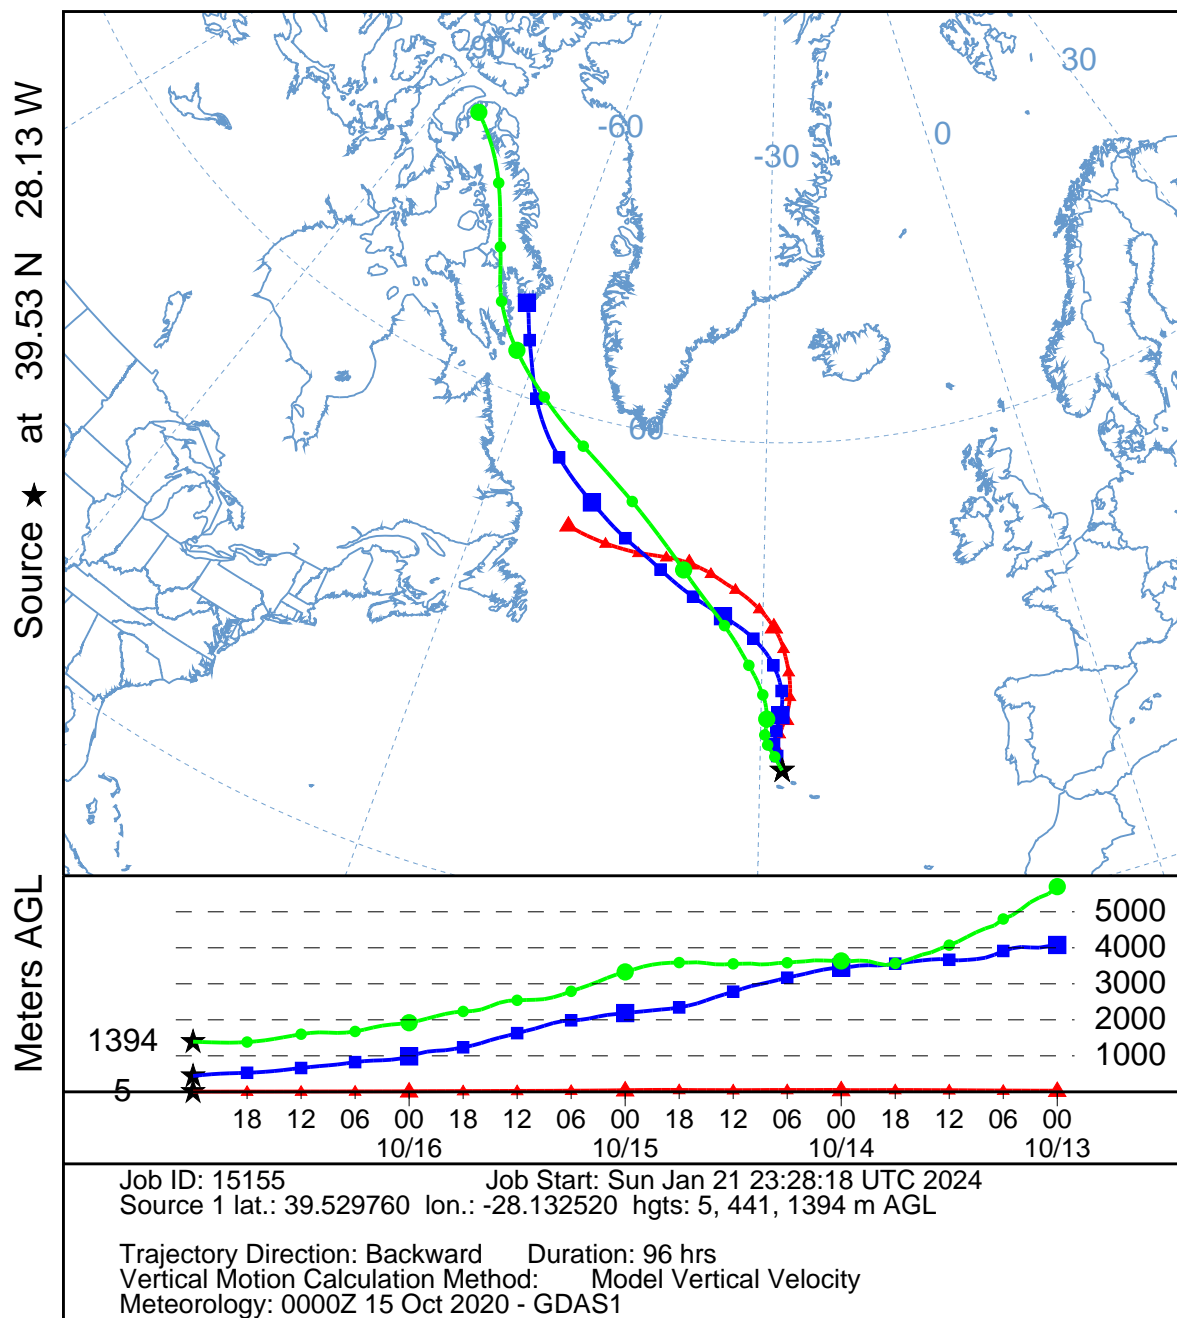 Source ★ at 39.53 N 28.13 W
-90
-60
-30
0
30
60
Meters AGL
5000
4000
3000
2000
1000
1394
5
18 12 06 00 18 12 06 00 18 12 06 00 18 12 06 00
10/16 10/15 10/14 10/13
Job ID: 15155 Job Start: Sun Jan 21 23:28:18 UTC 2024
Source 1 lat.: 39.529760 lon.: -28.132520 hgts: 5, 441, 1394 m AGL
Trajectory Direction: Backward Duration: 96 hrs
Vertical Motion Calculation Method: Model Vertical Velocity
Meteorology: 0000Z 15 Oct 2020 - GDAS1